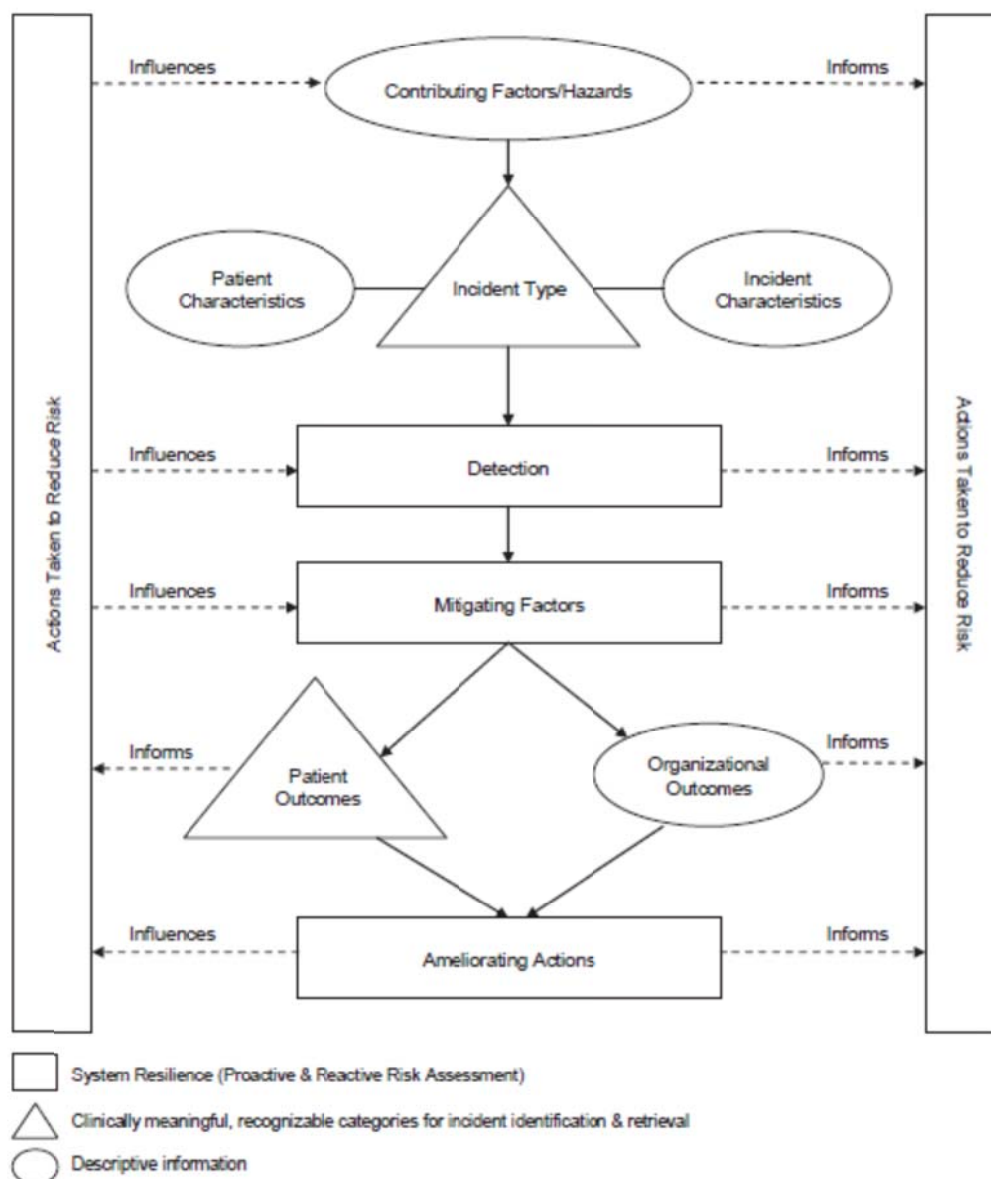 Influences
Informs
Contributing Factors/Hazards
Patient
Characteristics
Incident Type
Incident
Characteristics
Actions Taken to Reduce Risk
Actions Taken to Reduce Risk
Influences
Detection
Informs
Influences
Mitigating Factors
Informs
Informs
Patient
Outcomes
Organizational
Outcomes
Informs
Influences
Ameliorating Actions
Informs
System Resilience (Proactive & Reactive Risk Assessment)
Clinically meaningful, recognizable categories for incident identification & retrieval
Descriptive information